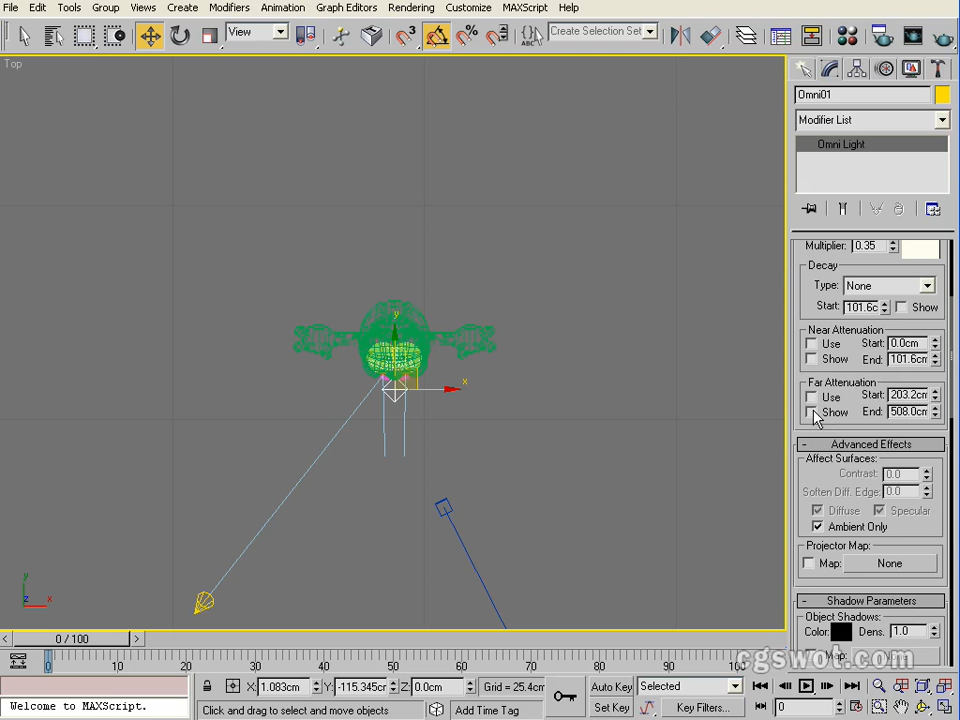 File Edit Tools Group Views Create Modifiers Animation Graph Editors Rendering Customize MAXScript Help
View
3
%
ABC
Create Selection Set
Top
Omni01
Modifier List
Omni Light
Multiplier: 0.35
Decay
Type: None
Start: 101.6c Show
Near Attenuation
Use Start: 0.0cm
Show End: 101.6c
Far Attenuation
Use Start: 203.2c
Show End: 508.0c
- Advanced Effects
Affect Surfaces:
Contrast: 0.0
Soften Diff. Edge: 0.0
Diffuse Specular
Ambient Only
Projector Map:
Map: None
- Shadow Parameters
Object Shadows:
Color: Dens. 1.0
y
x
y
z x
cgswot.com
< 0 / 100 >
0 10 20 30 40 50 60 70 80 90 100
X: 1.083cm Y: -115.345c Z: 0.0cm Grid = 25.4cm
Auto Key Selected
Welcome to MAXScript.
Click and drag to select and move objects
Add Time Tag
Set Key Key Filters...
0